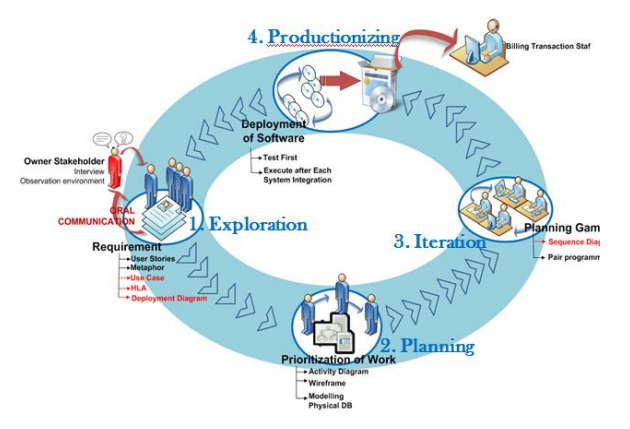 4. Productionizing
Billing Transaction Staf
Deployment
of Software
Test First
Execute after Each
System Integration
Owner Stakeholder
Interview
Observation environment
ORAL
COMMUNICATION
1. Exploration
Requirement
User Stories
Metaphor
Use Case
HLA
Deployment Diagram
3. Iteration
Planning Gam
Sequence Diag
Pair programm
2. Planning
Prioritization of Work
Activity Diagram
Wireframe
Modelling
Physical DB